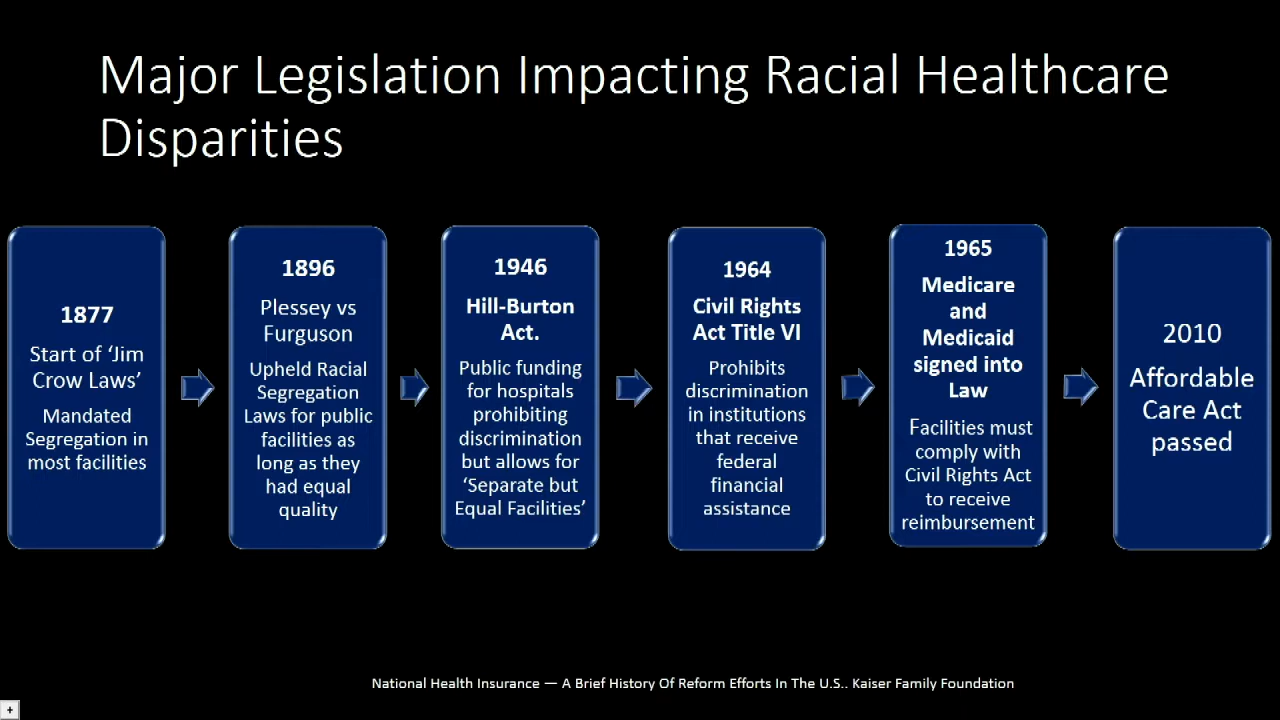 Major Legislation Impacting Racial Healthcare
Disparities
1877
Start of ‘Jim
Crow Laws’
Mandated
Segregation in
most facilities
1896
Plessey vs
Furguson
Upheld Racial
Segregation
Laws for public
facilities as
long as they
had equal
quality
1946
Hill-Burton
Act.
Public funding
for hospitals
prohibiting
discrimination
but allows for
‘Separate but
Equal Facilities’
1964
Civil Rights
Act Title VI
Prohibits
discrimination
in institutions
that receive
federal
financial
assistance
1965
Medicare
and
Medicaid
signed into
Law
Facilities must
comply with
Civil Rights Act
to receive
reimbursement
2010
Affordable
Care Act
passed
National Health Insurance — A Brief History Of Reform Efforts In The U.S.. Kaiser Family Foundation
+